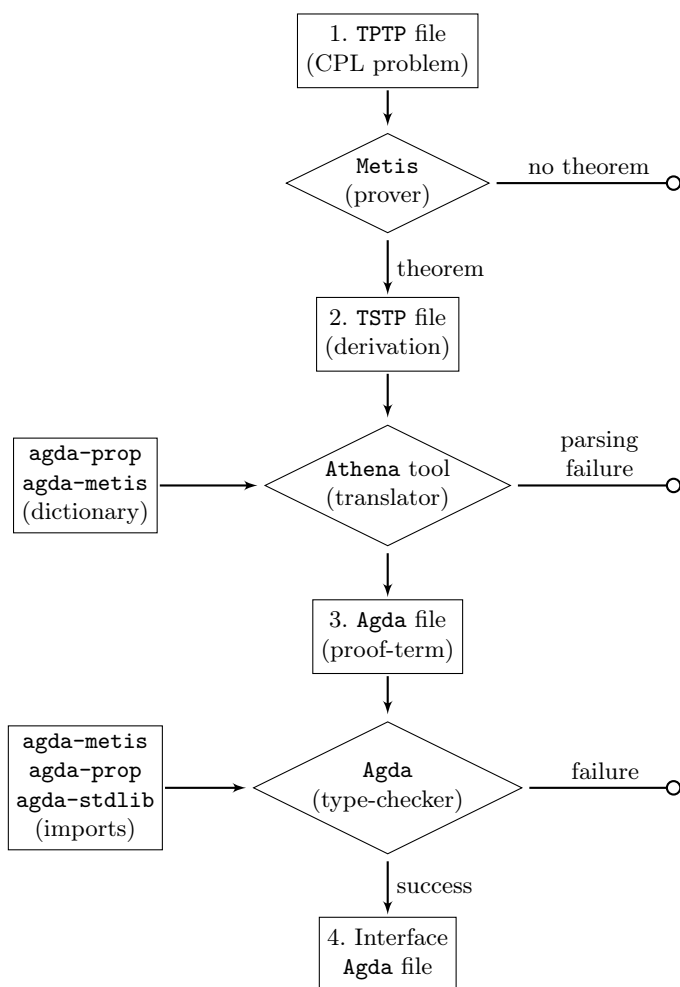 1. TPTP file
(CPL problem)
Metis
(prover)
no theorem
theorem
2. TSTP file
(derivation)
agda-prop
agda-metis
(dictionary)
Athena tool
(translator)
parsing
failure
3. Agda file
(proof-term)
agda-metis
agda-prop
agda-stdlib
(imports)
Agda
(type-checker)
failure
success
4. Interface
Agda file